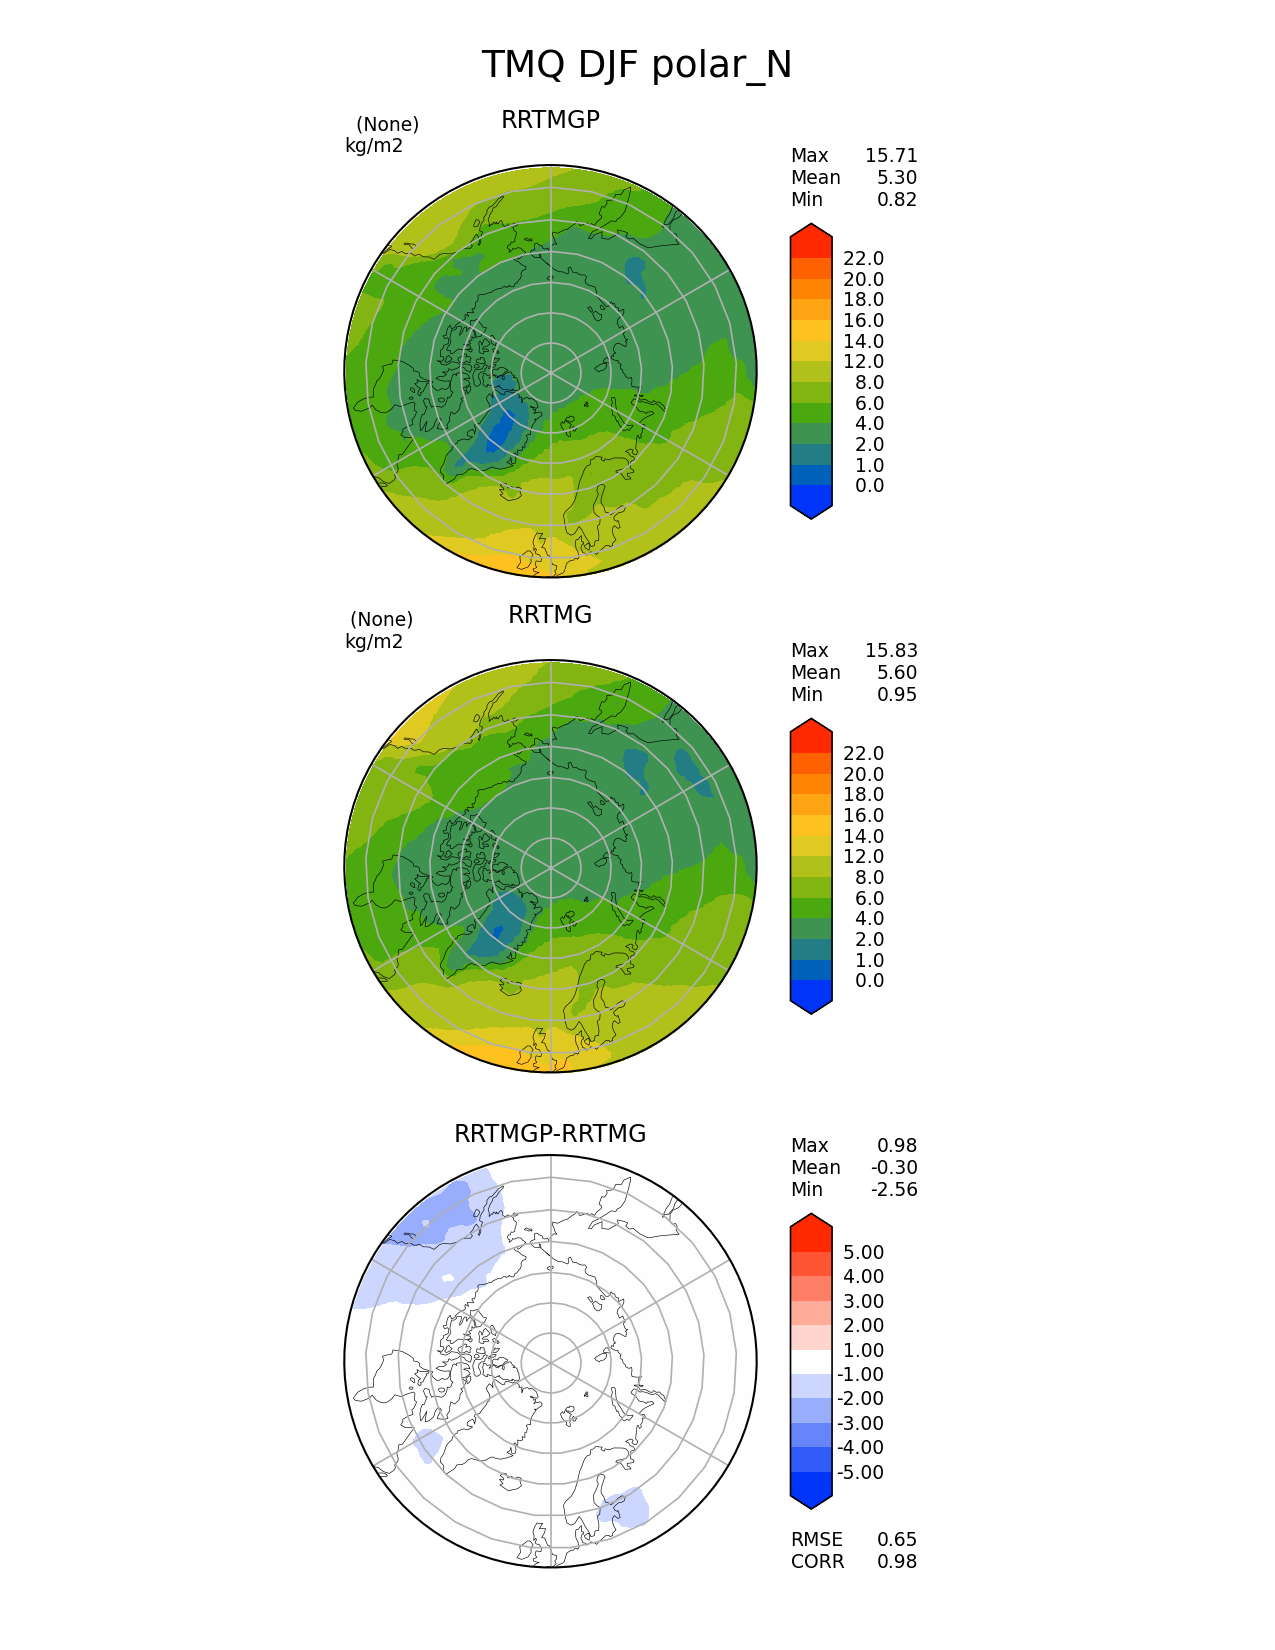 TMQ DJF polar_N
RRTMGP
(None)
kg/m2
Max 15.71
Mean 5.30
Min 0.82
22.0
20.0
18.0
16.0
14.0
12.0
8.0
6.0
4.0
2.0
1.0
0.0
RRTMG
(None)
kg/m2
Max 15.83
Mean 5.60
Min 0.95
22.0
20.0
18.0
16.0
14.0
12.0
8.0
6.0
4.0
2.0
1.0
0.0
RRTMGP-RRTMG
Max 0.98
Mean -0.30
Min -2.56
5.00
4.00
3.00
2.00
1.00
-1.00
-2.00
-3.00
-4.00
-5.00
RMSE 0.65
CORR 0.98